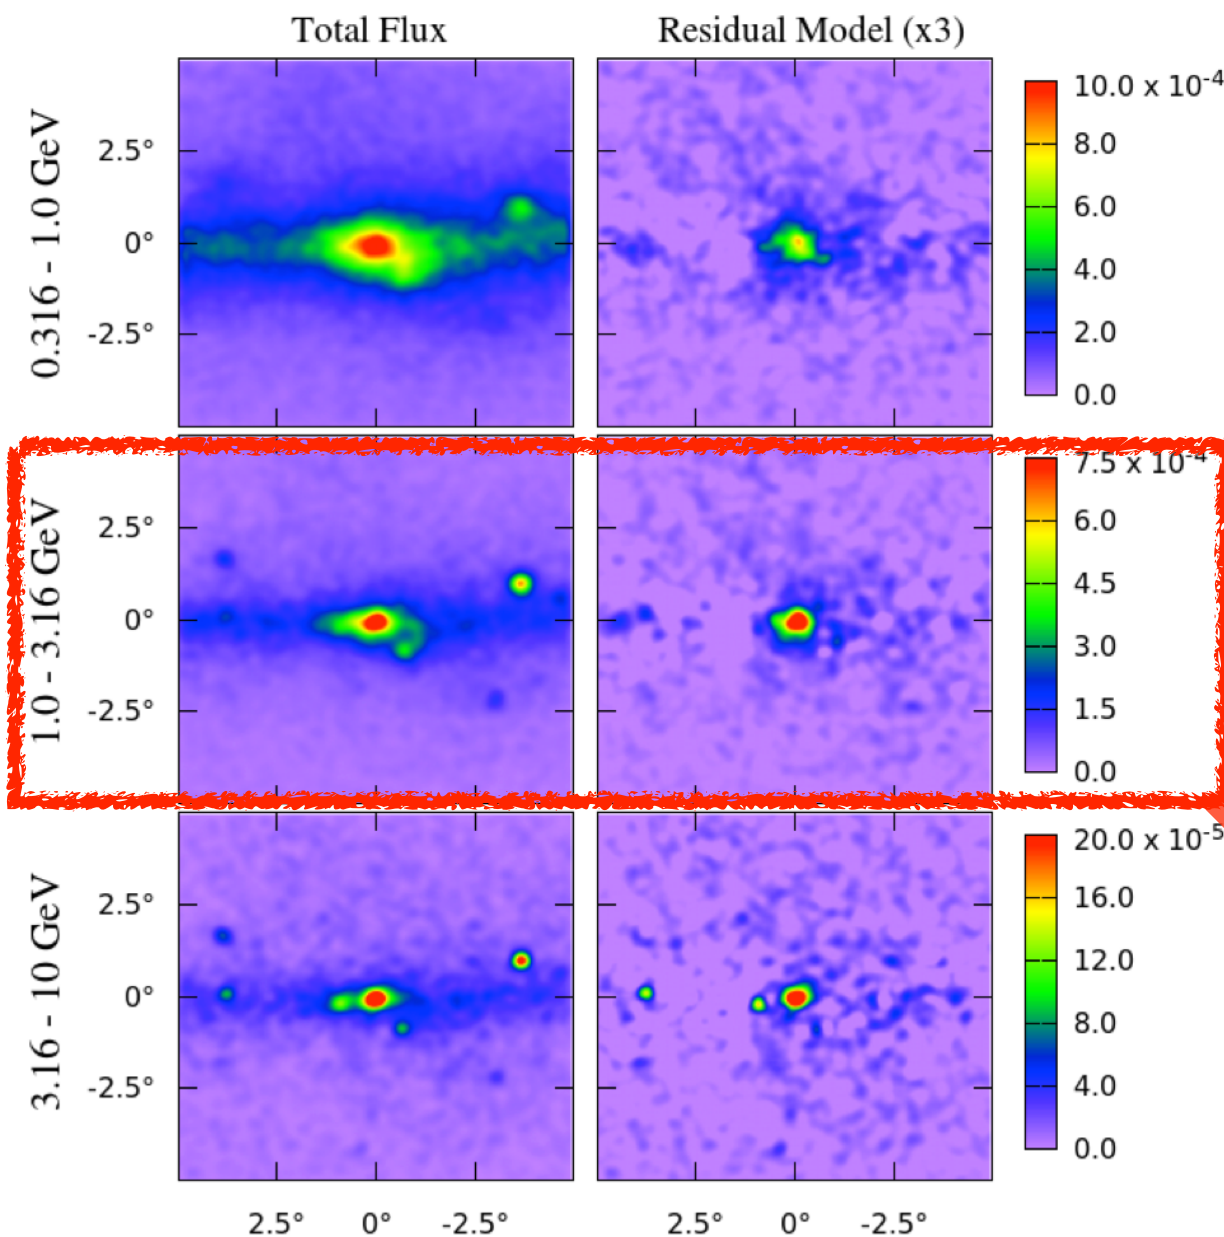 Total Flux
Residual Model (x3)
0.316 - 1.0 GeV
2.5°
0°
-2.5°
10.0 x 10-4
8.0
6.0
4.0
2.0
0.0
1.0 - 3.16 GeV
2.5°
0°
-2.5°
7.5 x 10-4
6.0
4.5
3.0
1.5
0.0
3.16 - 10 GeV
2.5°
0°
-2.5°
20.0 x 10-5
16.0
12.0
8.0
4.0
0.0
2.5° 0° -2.5°
2.5° 0° -2.5°